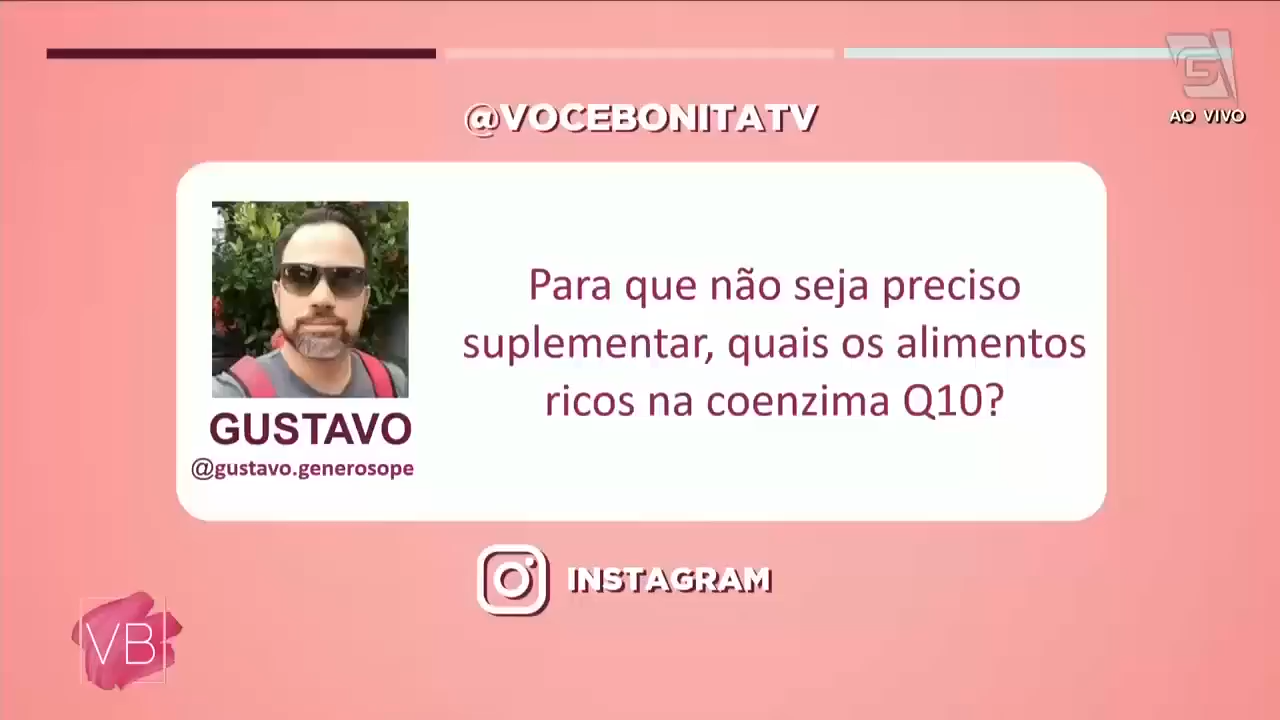 @VOCEBONITATV
G
AO VIVO
Para que não seja preciso
suplementar, quais os alimentos
ricos na coenzima Q10?
GUSTAVO
@gustavo.generosope
INSTAGRAM
VB